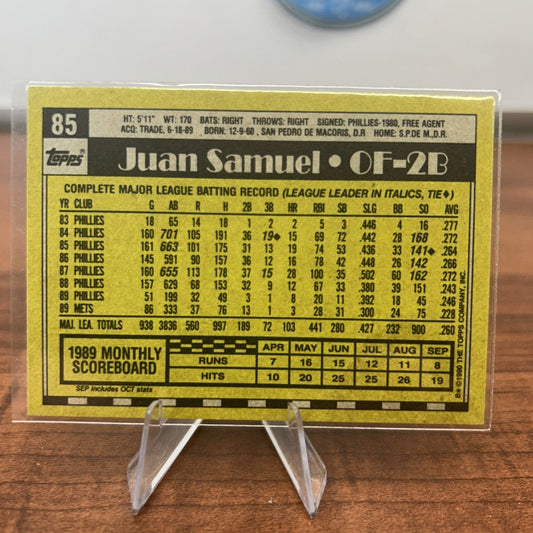 85
HT: 5'11" WT: 170 BATS: RIGHT THROWS: RIGHT SIGNED: PHILLIES-1980, FREE AGENT
ACQ: TRADE, 6-18-89 BORN: 12-9-60, SAN PEDRO DE MACORIS, D.R HOME: S.P.DE M., D.R.
Topps® Juan Samuel • OF-2B
COMPLETE MAJOR LEAGUE BATTING RECORD (LEAGUE LEADER IN ITALICS, TIE♦)
YR CLUB G AB R H 2B 3B HR RBI SB SLG BB SO AVG
83 PHILLIES 18 65 14 18 1 2 2 5 3 .446 4 16 .277
84 PHILLIES 160 701 105 191 36 19♦ 15 69 72 .442 28 168 .272
85 PHILLIES 161 663 101 175 31 13 19 74 53 .436 33 141♦ .264
86 PHILLIES 145 591 90 157 36 12 16 78 42 .448 26 142 .266
87 PHILLIES 160 655 113 178 37 15 28 100 35 .502 60 162 .272
88 PHILLIES 157 629 68 153 32 9 12 67 33 .380 39 151 .243
89 PHILLIES 51 199 32 49 3 1 8 20 11 .392 18 45 .246
89 METS 86 333 37 76 13 1 3 28 31 .300 24 75 .228
MAJ. LEA. TOTALS 938 3836 560 997 189 72 103 441 280 .427 232 900 .260
1989 MONTHLY SCOREBOARD
APR MAY JUN JUL AUG SEP
RUNS 7 16 15 12 11 8
HITS 10 20 25 25 26 19
SEP includes OCT stats
B★ ©1990 THE TOPPS COMPANY, INC.